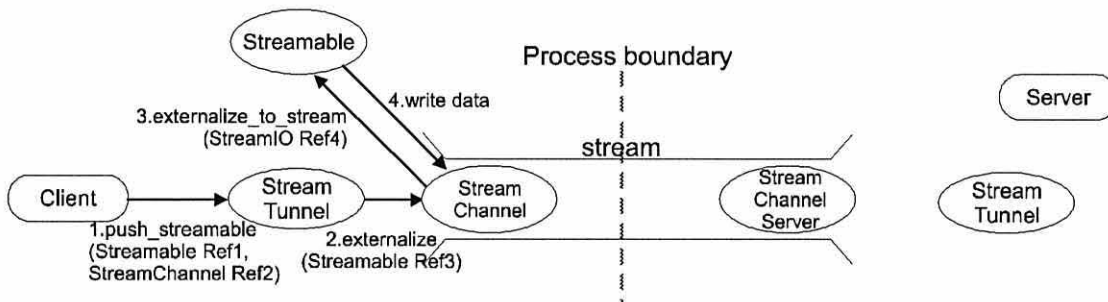 Streamable
Process boundary
4.write data
Server
3.externalize_to_stream
(StreamIO Ref4)
stream
Client
Stream
Tunnel
Stream
Channel
Stream
Channel
Server
Stream
Tunnel
1.push_streamable
(Streamable Ref1,
StreamChannel Ref2)
2.externalize
(Streamable Ref3)